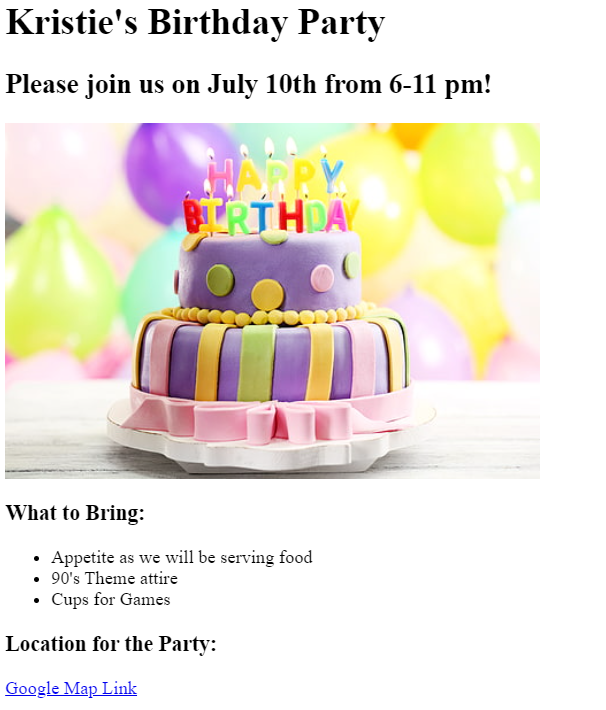 Kristie's Birthday Party
Please join us on July 10th from 6-11 pm!
HAPPY
BIRTHDAY
What to Bring:
Appetite as we will be serving food
90's Theme attire
Cups for Games
Location for the Party:
Google Map Link